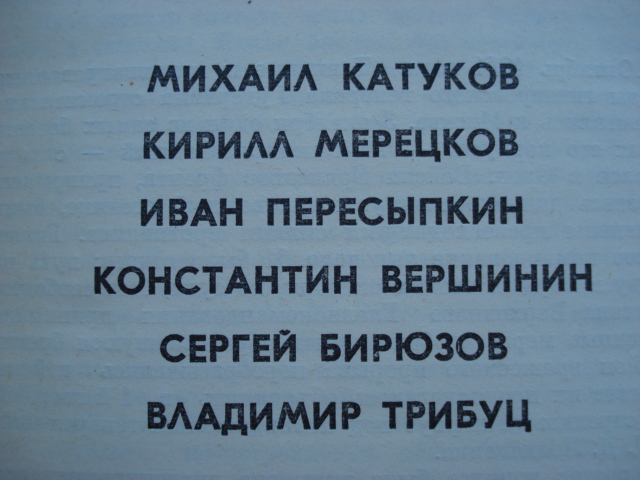 МИХАИЛ КАТУКОВ
КИРИЛЛ МЕРЕЦКОВ
ИВАН ПЕРЕСЫПКИН
КОНСТАНТИН ВЕРШИНИН
СЕРГЕЙ БИРЮЗОВ
ВЛАДИМИР ТРИБУЦ